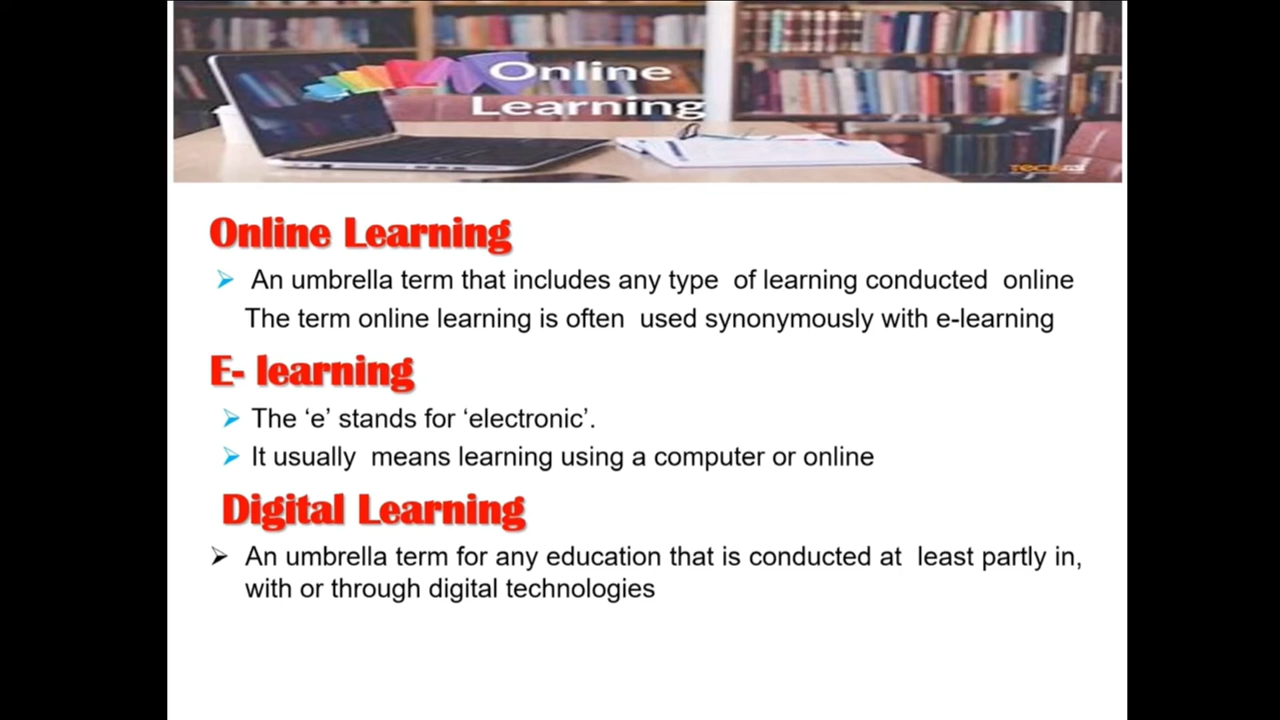 Online
Learning
Online Learning
➢ An umbrella term that includes any type of learning conducted online
The term online learning is often used synonymously with e-learning
E- learning
➢ The ‘e’ stands for ‘electronic’.
➢ It usually means learning using a computer or online
Digital Learning
➢ An umbrella term for any education that is conducted at least partly in,
with or through digital technologies